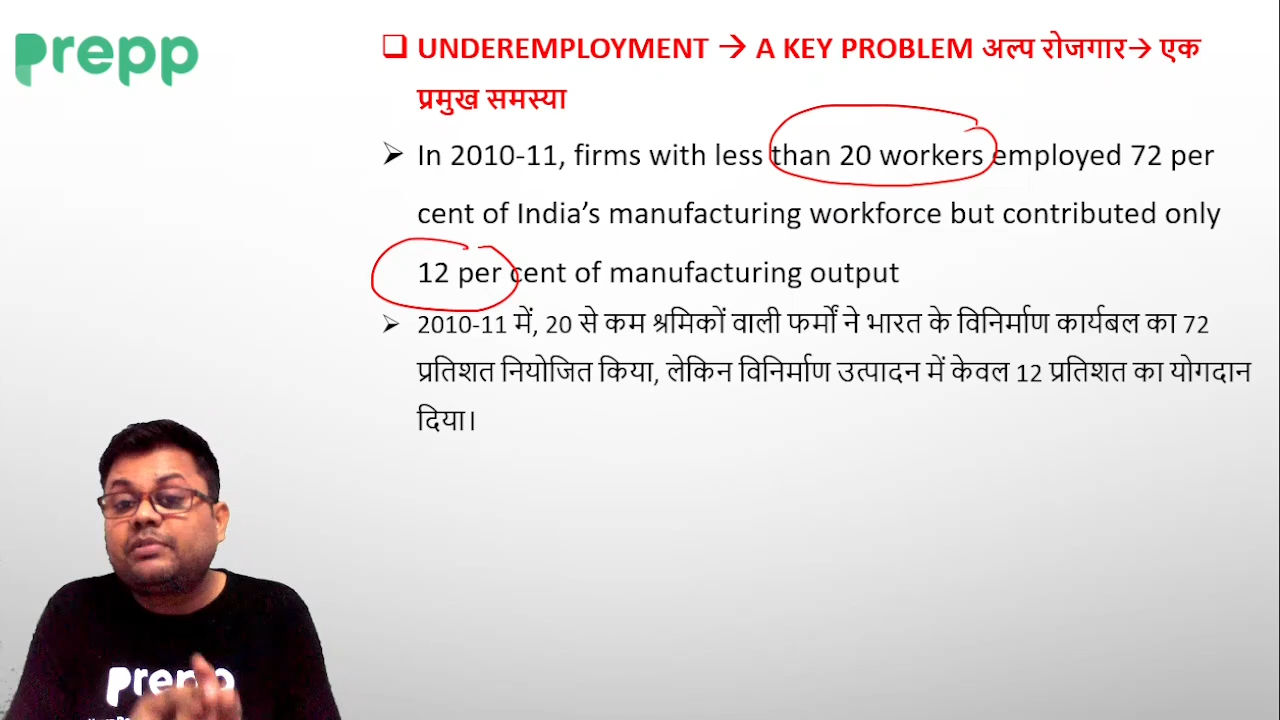 prepp
❑ UNDEREMPLOYMENT → A KEY PROBLEM अल्प रोजगार→ एक
प्रमुख समस्या
➢ In 2010-11, firms with less than 20 workers employed 72 per
cent of India’s manufacturing workforce but contributed only
12 per cent of manufacturing output
➢ 2010-11 में, 20 से कम श्रमिकों वाली फर्मों ने भारत के विनिर्माण कार्यबल का 72
प्रतिशत नियोजित किया, लेकिन विनिर्माण उत्पादन में केवल 12 प्रतिशत का योगदान
दिया।
prepp